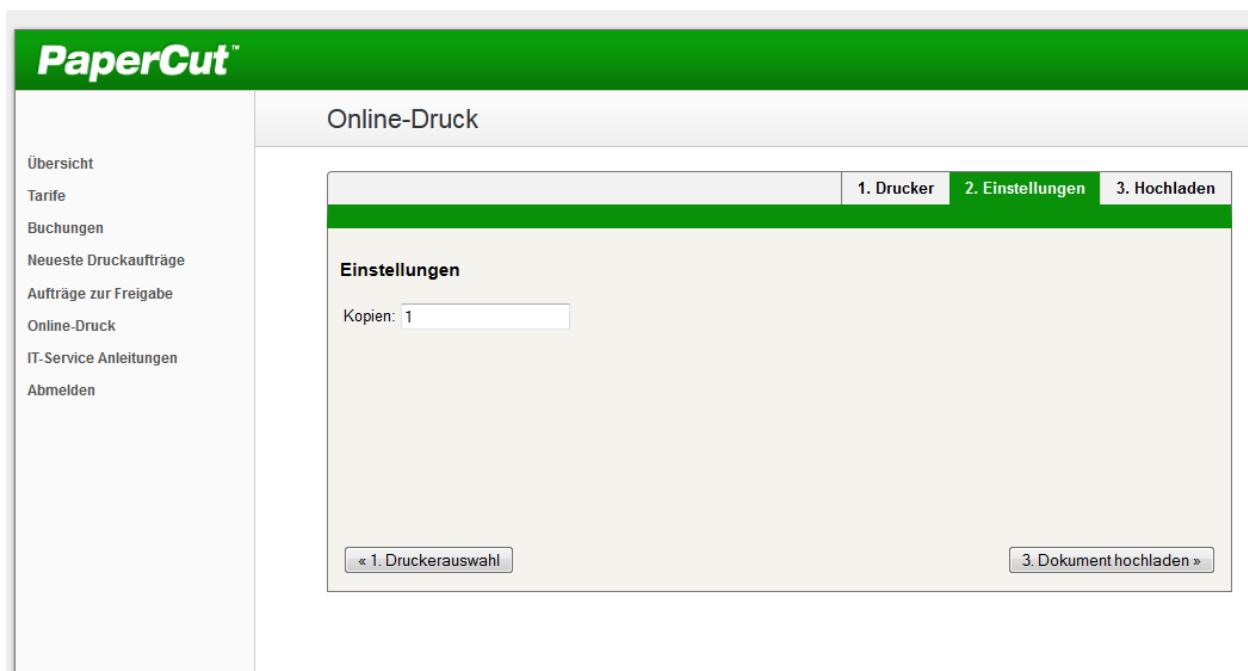 PaperCut™
Online-Druck
Übersicht
Tarife
Buchungen
Neueste Druckaufträge
Aufträge zur Freigabe
Online-Druck
IT-Service Anleitungen
Abmelden
1. Drucker 2. Einstellungen 3. Hochladen
Einstellungen
Kopien: 1
« 1. Druckerauswahl 3. Dokument hochladen »